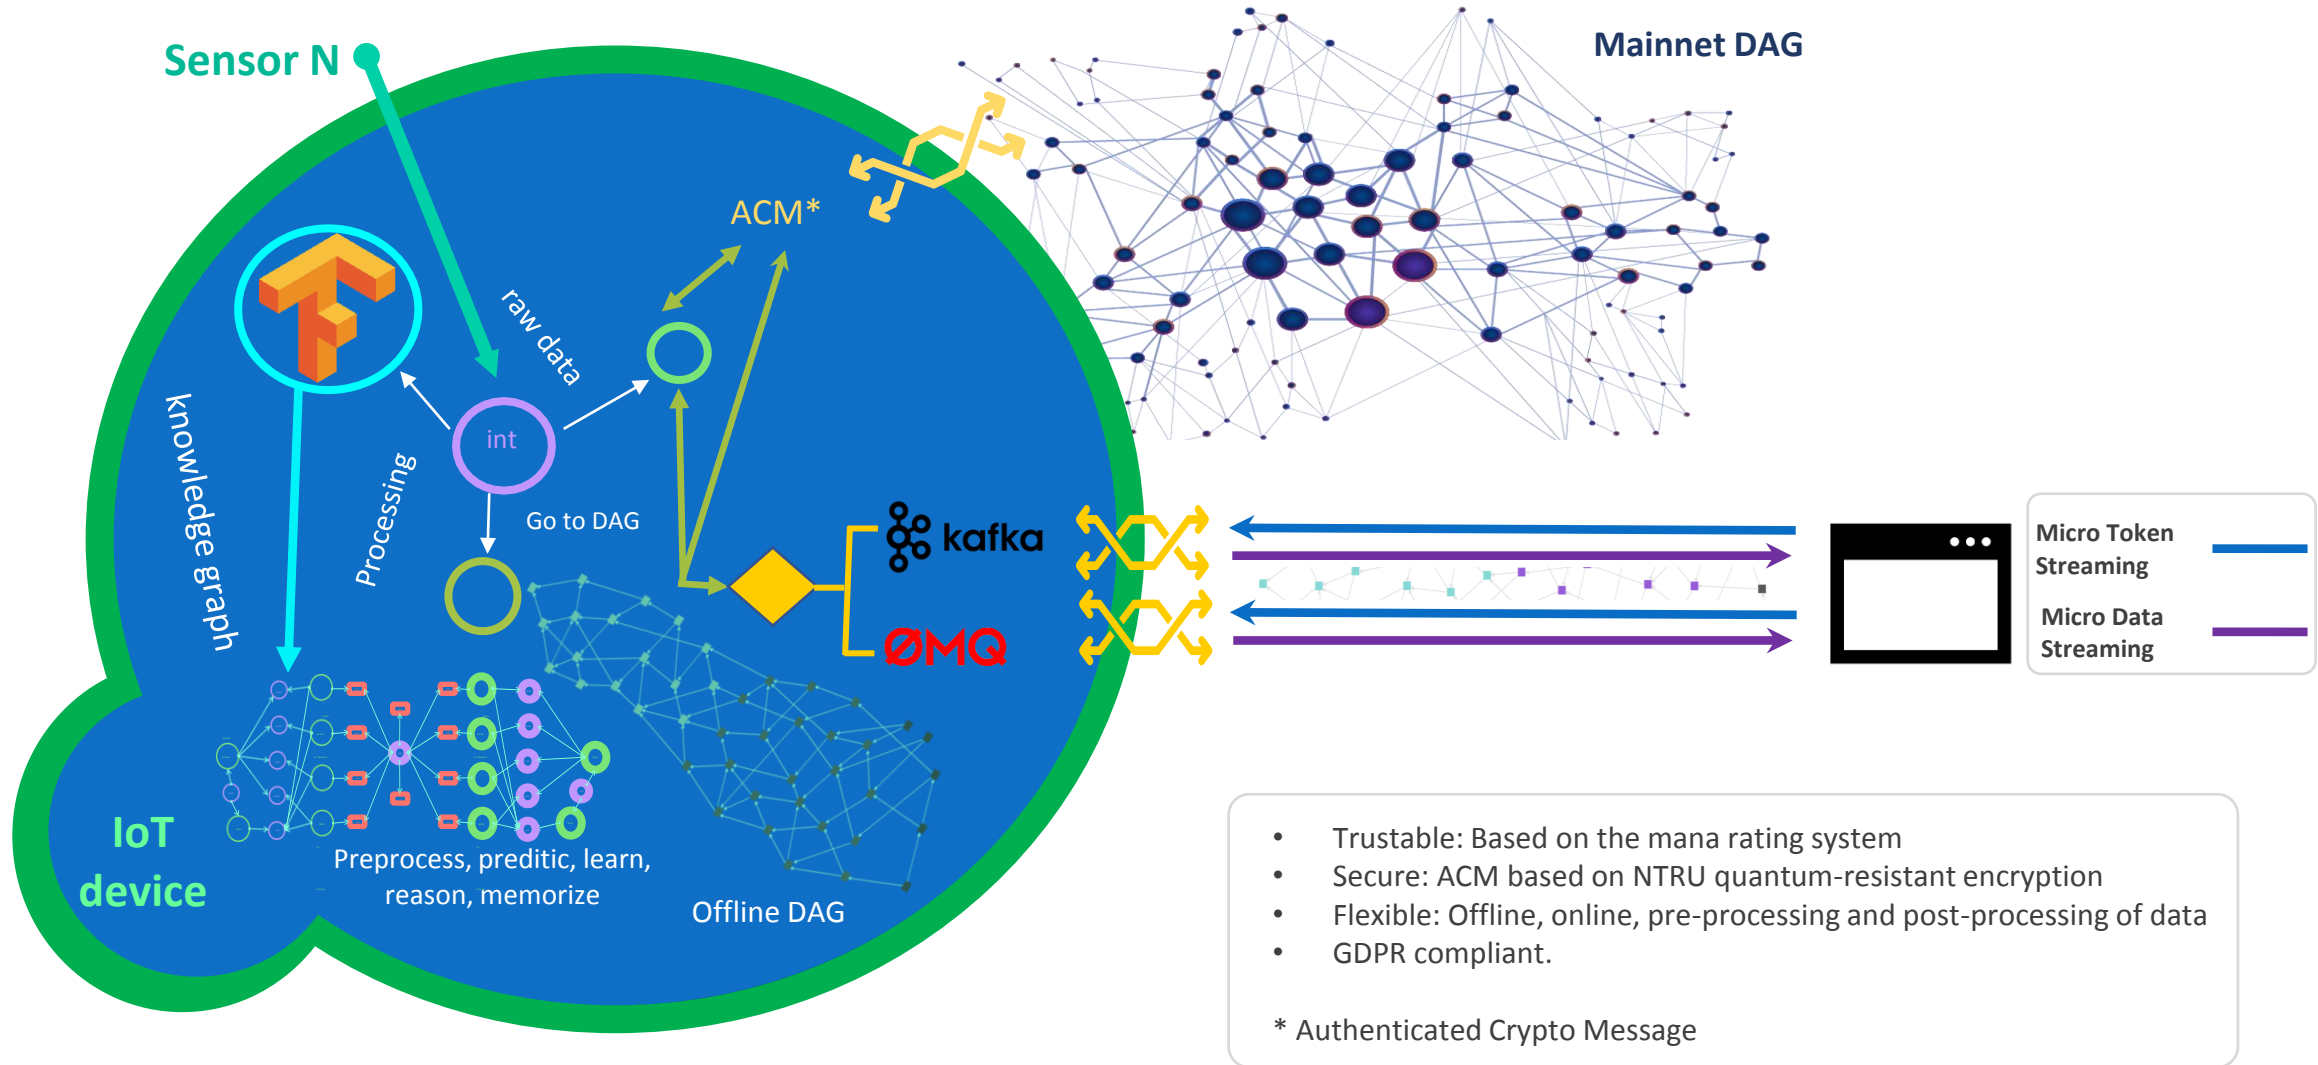 Sensor N
Mainnet DAG
ACM*
raw data
int
knowledge graph
Processing
Go to DAG
kafka
ØMQ
Micro Token
Streaming
Micro Data
Streaming
IoT
device
Preprocess, preditic, learn,
reason, memorize
Offline DAG
• Trustable: Based on the mana rating system
• Secure: ACM based on NTRU quantum-resistant encryption
• Flexible: Offline, online, pre-processing and post-processing of data
• GDPR compliant.
* Authenticated Crypto Message